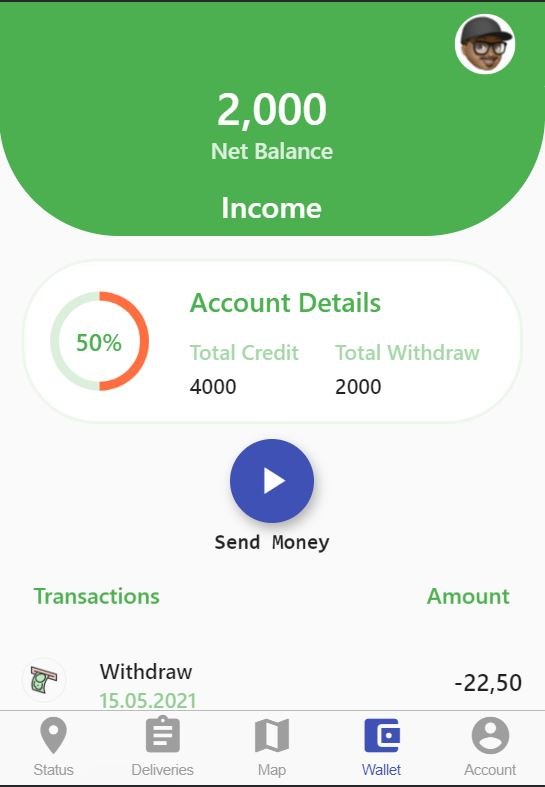 2,000
Net Balance
Income
50%
Account Details
Total Credit Total Withdraw
4000 2000
Send Money
Transactions Amount
Withdraw -22,50
15.05.2021
Status Deliveries Map Wallet Account